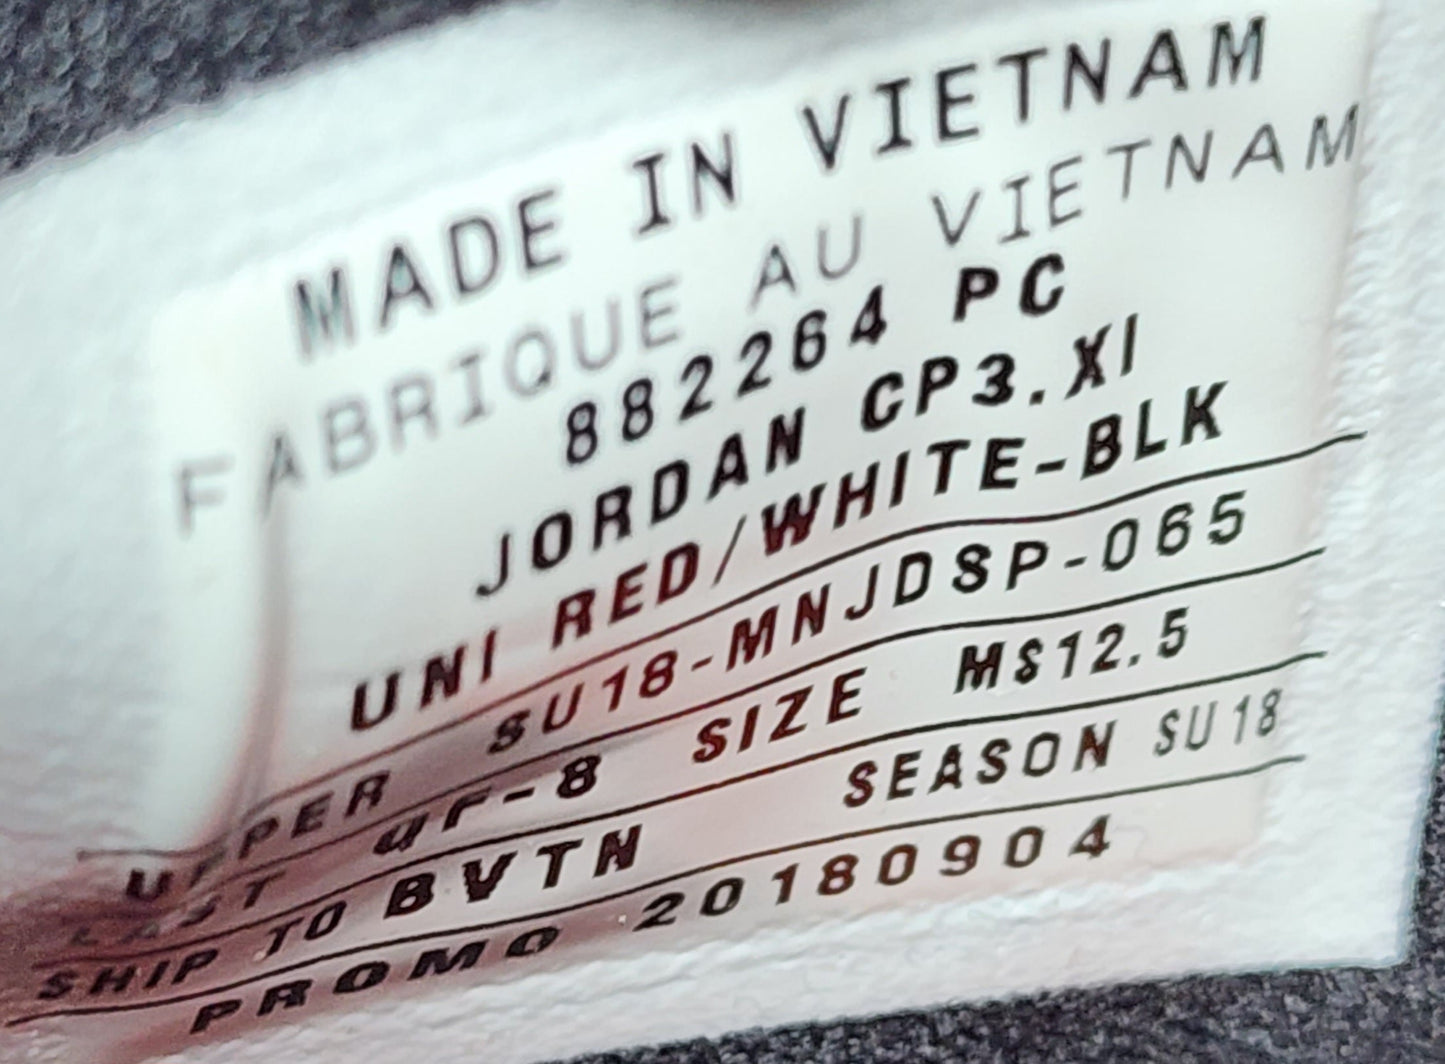 MADE IN VIETNAM
FABRIQUE AU VIETNAM
882264 PC
JORDAN CP3.XI
UNI RED/WHITE-BLK
UPPER SU18-MNJDSP-065
LAST QF-8 SIZE MS12.5
SHIP TO BVTN SEASON SU18
PROMO 20180904